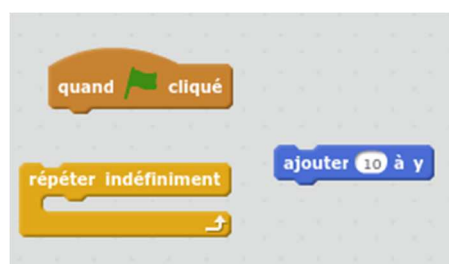 quand cliqué
ajouter 10 à y
répéter indéfiniment